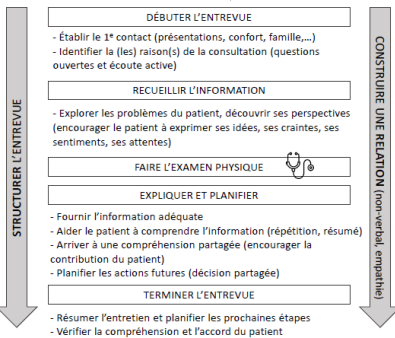 DÉBUTER L'ENTREVUE
- Établir le 1ᵉ contact (présentations, confort, famille,...)
- Identifier la (les) raison(s) de la consultation (questions
ouvertes et écoute active)
RECUEILLIR L'INFORMATION
- Explorer les problèmes du patient, découvrir ses perspectives
(encourager le patient à exprimer ses idées, ses craintes, ses
sentiments, ses attentes)
FAIRE L'EXAMEN PHYSIQUE
EXPLIQUER ET PLANIFIER
- Fournir l'information adéquate
- Aider le patient à comprendre l'information (répétition, résumé)
- Arriver à une compréhension partagée (encourager la
contribution du patient)
- Planifier les actions futures (décision partagée)
TERMINER L'ENTREVUE
- Résumer l'entretien et planifier les prochaines étapes
- Vérifier la compréhension et l'accord du patient
STRUCTURER L'ENTREVUE
CONSTRUIRE UNE RELATION (non-verbal, empathie)